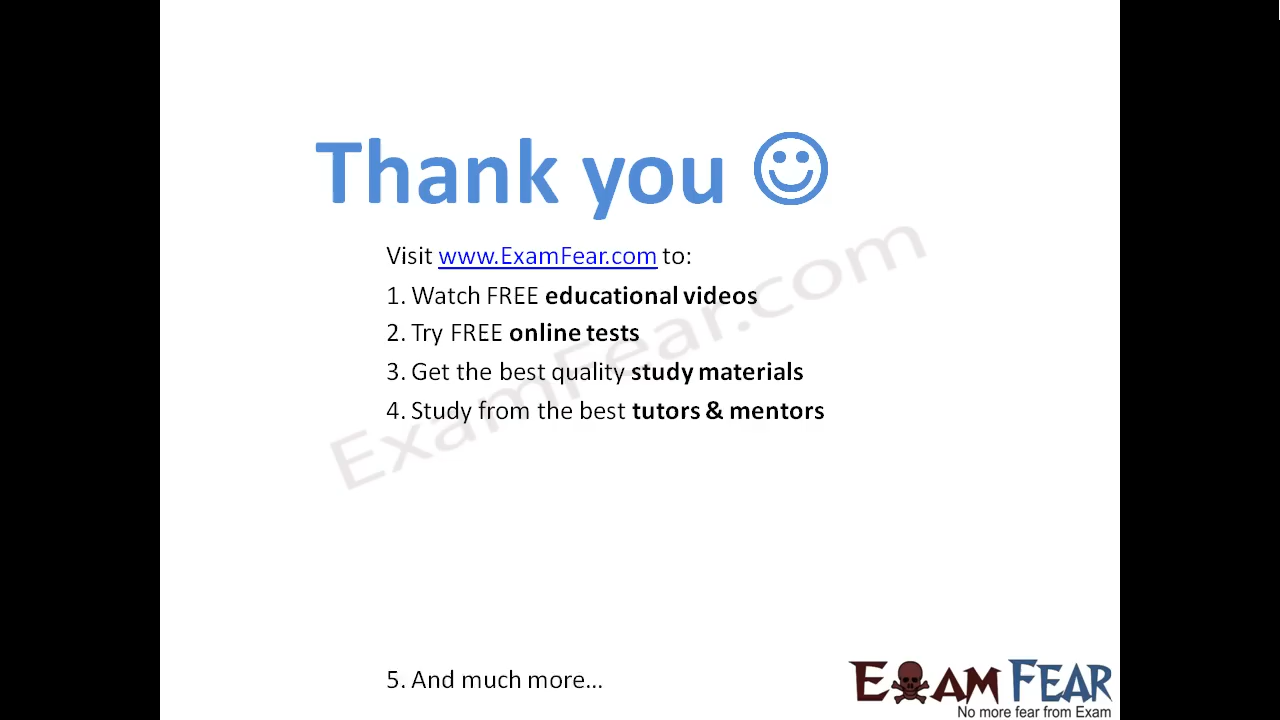 Thank you ☺
Visit www.ExamFear.com to:
1. Watch FREE educational videos
2. Try FREE online tests
3. Get the best quality study materials
4. Study from the best tutors & mentors
ExamFear.com
5. And much more...
EXAM FEAR
No more fear from Exam